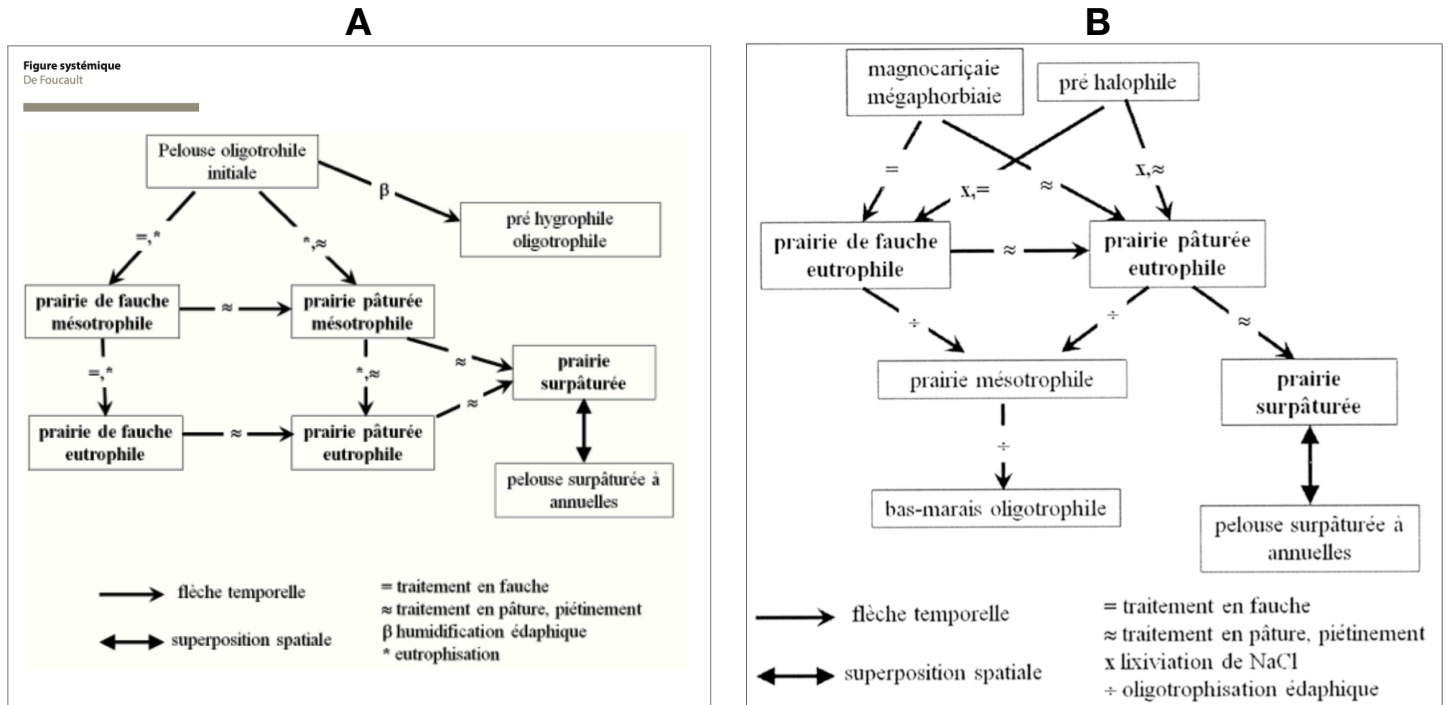 A
Figure systémique
De Foucault
Pelouse oligotrohile
initiale
β
pré hygrophile
oligotrophile
=,*
*,≈
prairie de fauche
mésotrophile
≈
prairie pâturée
mésotrophile
≈
prairie
surpâturée
=,*
*,≈
≈
prairie de fauche
eutrophile
≈
prairie pâturée
eutrophile
pelouse surpâturée à
annuelles
flèche temporelle
superposition spatiale
= traitement en fauche
≈ traitement en pâture, piétinement
β humidification édaphique
* eutrophisation
B
magnocariçaie
mégaphorbiaie
pré halophile
=
x,=
≈
x,≈
prairie de fauche
eutrophile
≈
prairie pâturée
eutrophile
÷
÷
≈
prairie mésotrophile
prairie
surpâturée
÷
bas-marais oligotrophile
pelouse surpâturée à
annuelles
flèche temporelle
superposition spatiale
= traitement en fauche
≈ traitement en pâture, piétinement
x lixiviation de NaCl
÷ oligotrophisation édaphique